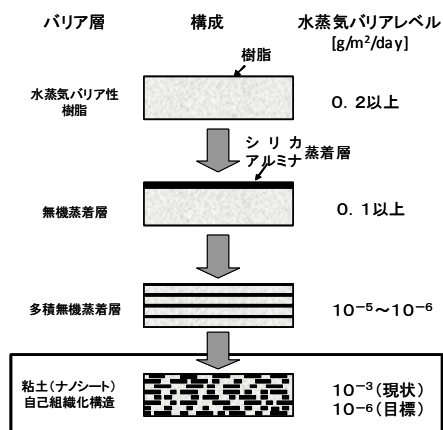 バリア層 構成 水蒸気バリアレベル
[g/m²/day]
樹脂
水蒸気バリア性
樹脂
0. 2以上
シリカ
アルミナ
蒸着層
無機蒸着層
0. 1以上
多積無機蒸着層
10⁻⁵～10⁻⁶
粘土(ナノシート)
自己組織化構造
10⁻³(現状)
10⁻⁶(目標)